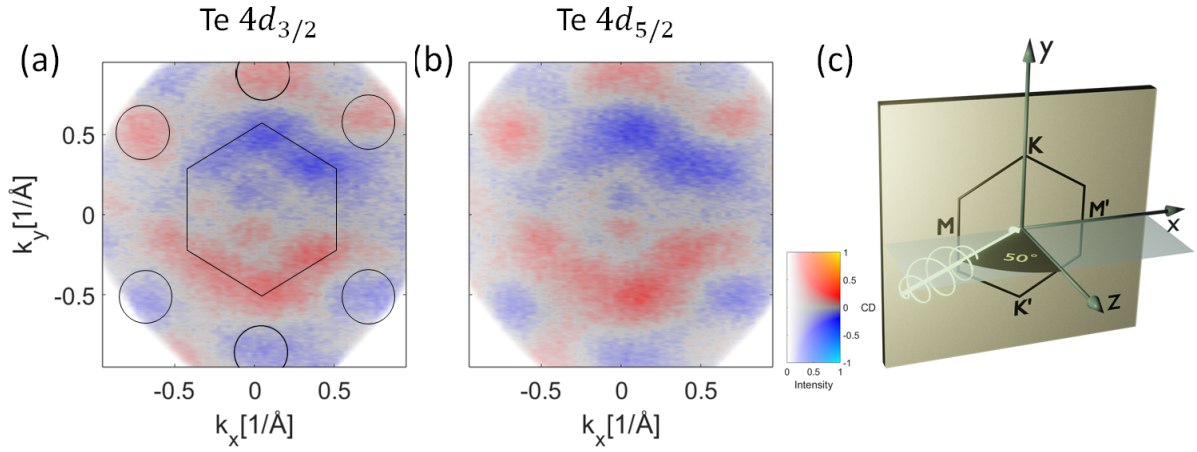 Te 4d3/2
Te 4d5/2
(a)
(b)
(c)
0.5
0
-0.5
ky[1/Å]
-0.5
0
0.5
kx[1/Å]
-0.5
0
0.5
kx[1/Å]
1
0.5
0
-0.5
-1
CD
0
0.5
1
Intensity
y
K
M
M'
x
50°
K'
Z